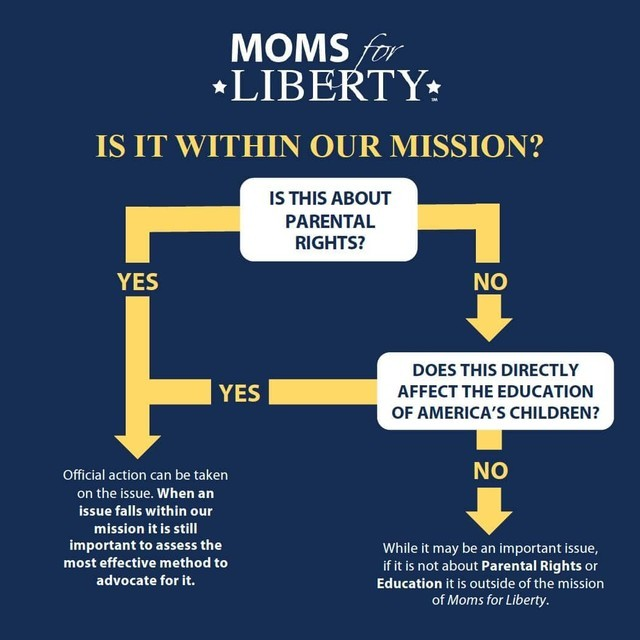 MOMS for
LIBERTY
SM
IS IT WITHIN OUR MISSION?
IS THIS ABOUT
PARENTAL
RIGHTS?
YES
NO
DOES THIS DIRECTLY
AFFECT THE EDUCATION
OF AMERICA'S CHILDREN?
YES
NO
Official action can be taken
on the issue. When an
issue falls within our
mission it is still
important to assess the
most effective method to
advocate for it.
While it may be an important issue,
if it is not about Parental Rights or
Education it is outside of the mission
of Moms for Liberty.